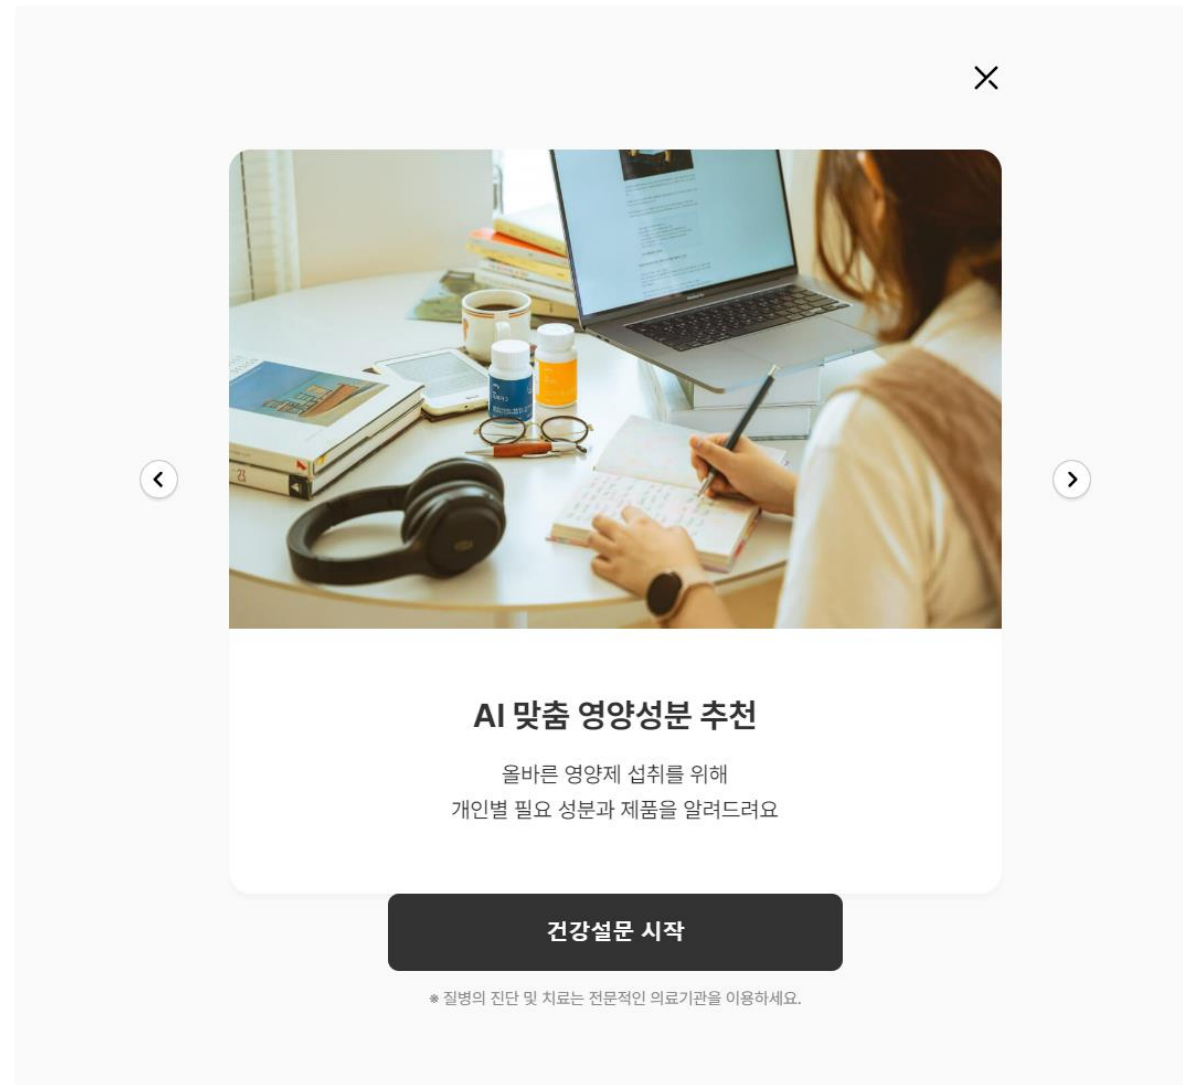 AI 맞춤 영양성분 추천
올바른 영양제 섭취를 위해
개인별 필요 성분과 제품을 알려드려요
건강설문 시작
※ 질병의 진단 및 치료는 전문적인 의료기관을 이용하세요.